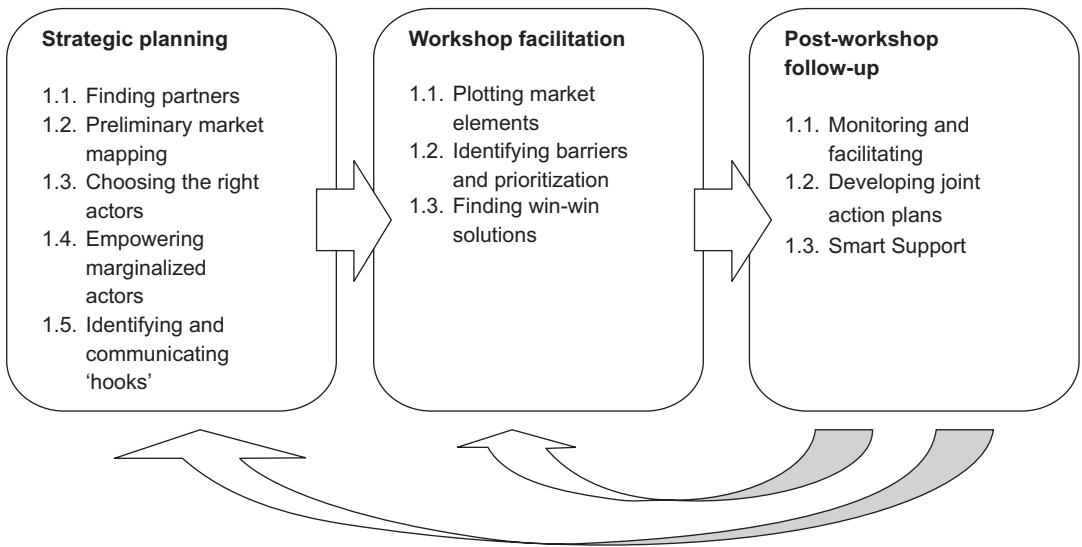 Strategic planning
1.1. Finding partners
1.2. Preliminary market
mapping
1.3. Choosing the right
actors
1.4. Empowering
marginalized
actors
1.5. Identifying and
communicating
‘hooks’
Workshop facilitation
1.1. Plotting market
elements
1.2. Identifying barriers
and prioritization
1.3. Finding win-win
solutions
Post-workshop
follow-up
1.1. Monitoring and
facilitating
1.2. Developing joint
action plans
1.3. Smart Support